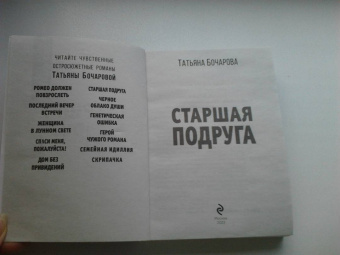 ЧИТАЙТЕ ЧУВСТВЕННЫЕ
ОСТРОСЮЖЕТНЫЕ РОМАНЫ
ТАТЬЯНЫ БОЧАРОВОЙ
РОМЕО ДОЛЖЕН
ПОВЗРОСЛЕТЬ
ПОСЛЕДНИЙ ВЕЧЕР
ВСТРЕЧИ
ЖЕНЩИНА
В ЛУННОМ СВЕТЕ
СПАСИ МЕНЯ,
ПОЖАЛУЙСТА!
ДОМ БЕЗ
ПРИВИДЕНИЙ
СТАРШАЯ ПОДРУГА
ЧЕРНОЕ
ОБЛАКО ДУШИ
ГЕНЕТИЧЕСКАЯ
ОШИБКА
ГЕРОЙ
ЧУЖОГО РОМАНА
СЕМЕЙНАЯ ИДИЛЛИЯ
СКРИПАЧКА
ТАТЬЯНА БОЧАРОВА
СТАРШАЯ
ПОДРУГА